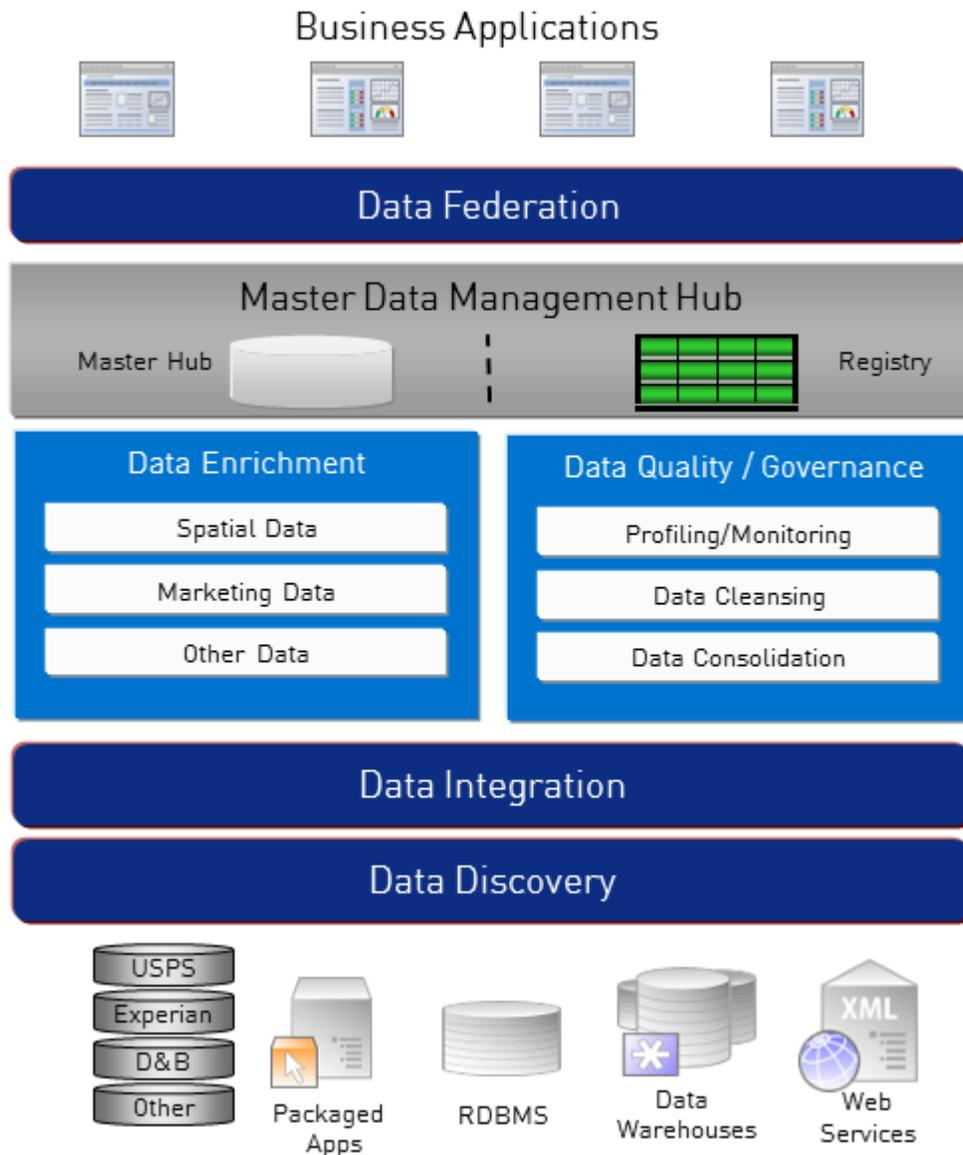 Business Applications
Data Federation
Master Data Management Hub
Master Hub
Registry
Data Enrichment
Spatial Data
Marketing Data
Other Data
Data Quality / Governance
Profiling/Monitoring
Data Cleansing
Data Consolidation
Data Integration
Data Discovery
USPS
Experian
D&B
Other
Packaged
Apps
RDBMS
Data
Warehouses
XML
Web
Services